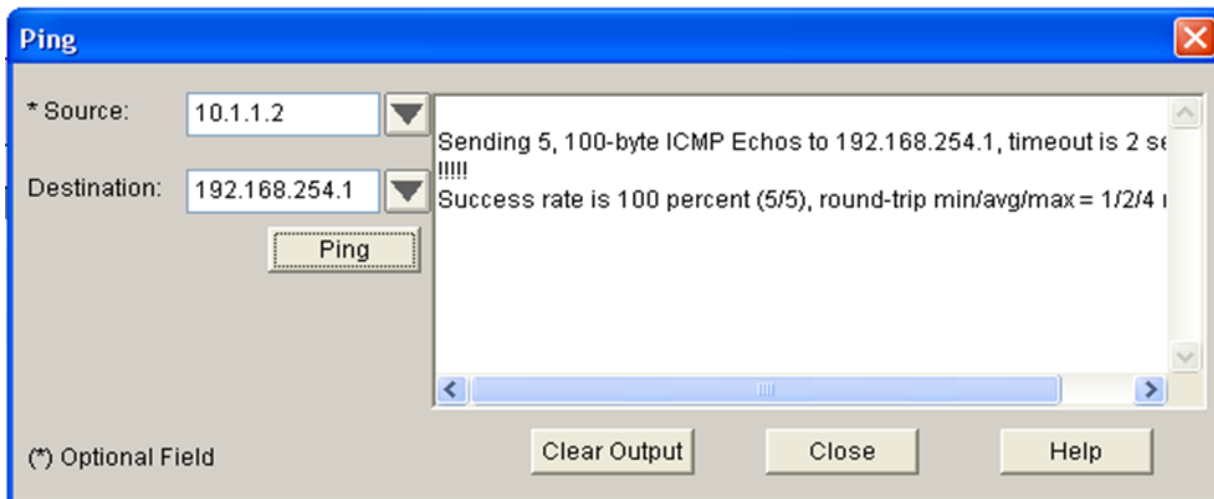 Ping
* Source:
10.1.1.2
Destination:
192.168.254.1
Ping
Sending 5, 100-byte ICMP Echos to 192.168.254.1, timeout is 2 se
!!!!!
Success rate is 100 percent (5/5), round-trip min/avg/max = 1/2/4
(*) Optional Field
Clear Output
Close
Help